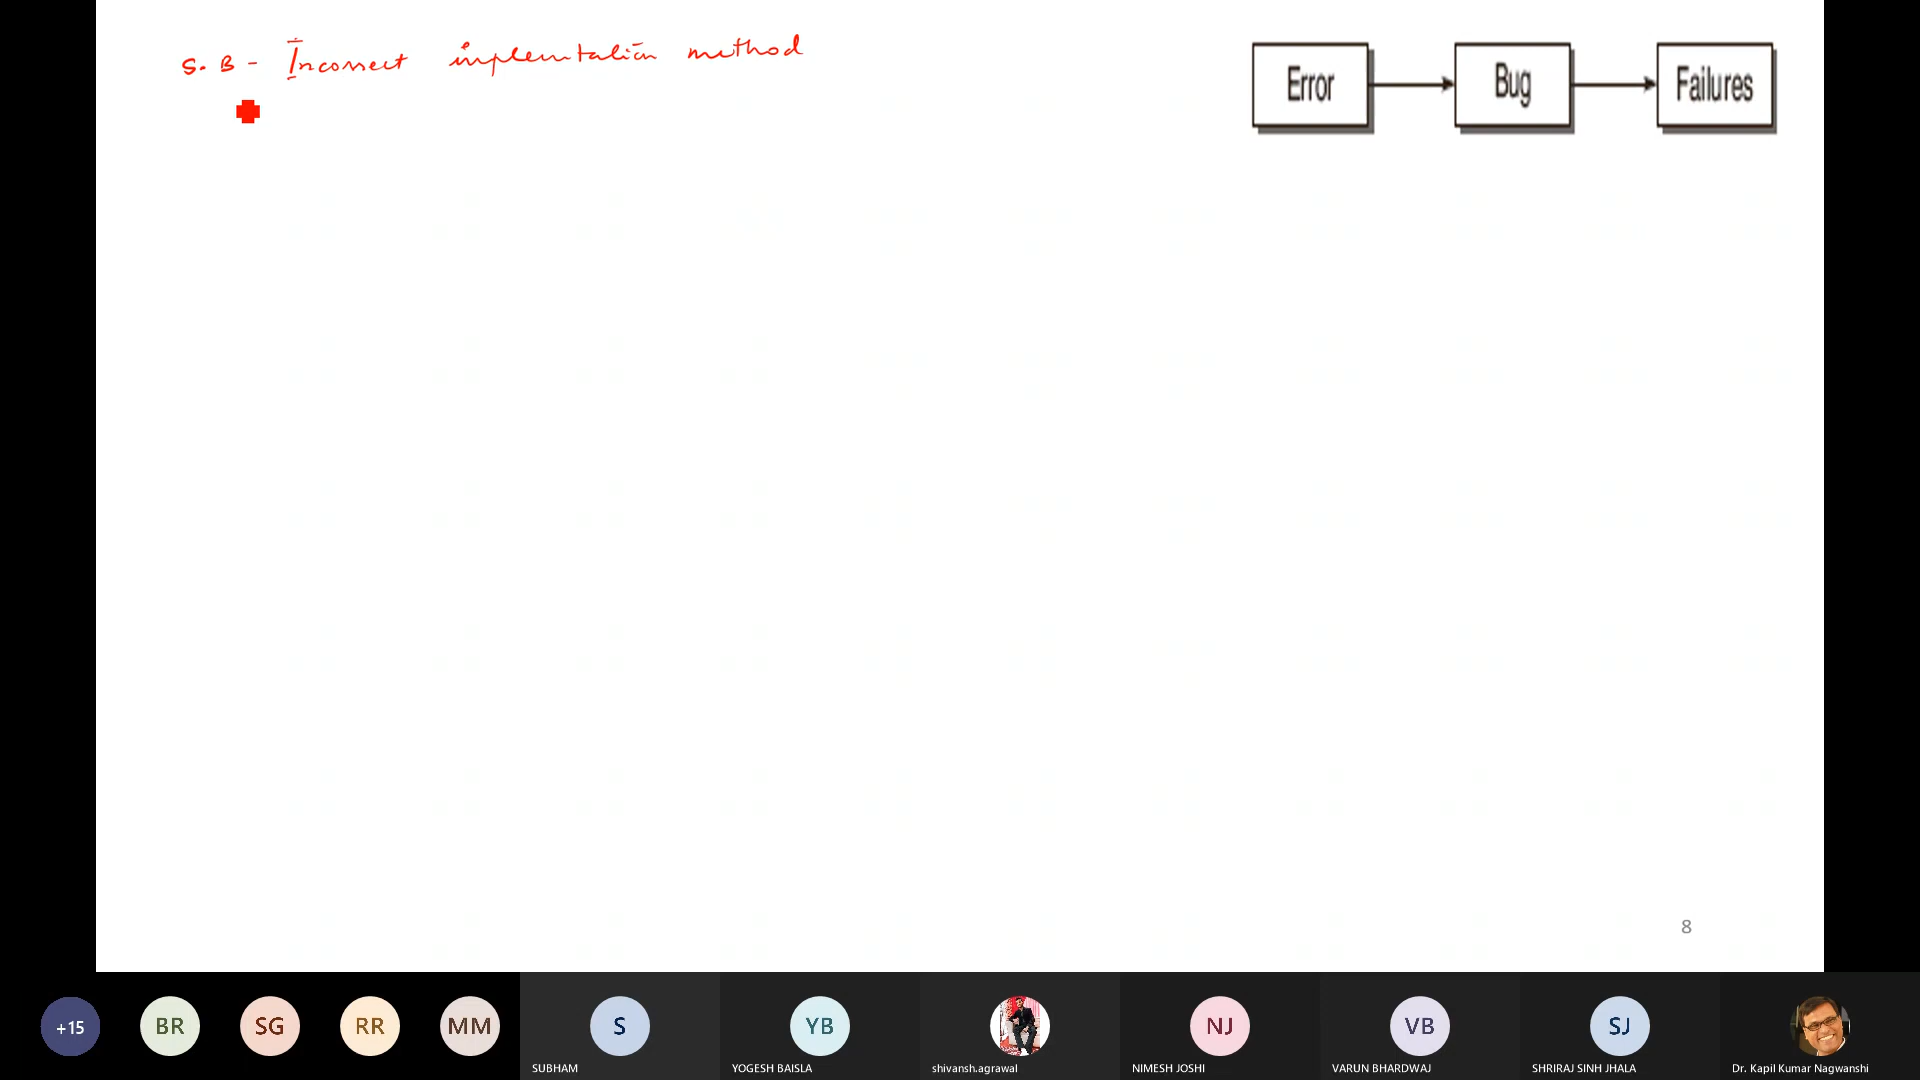 S. B - Incorrect implemtation method
Error
Bug
Failures
8
+15
BR
SG
RR
MM
S
YB
NJ
VB
SJ
SUBHAM
YOGESH BAISLA
shivansh.agrawal
NIMESH JOSHI
VARUN BHARDWAJ
SHRIRAJ SINH JHALA
Dr. Kapil Kumar Nagwanshi